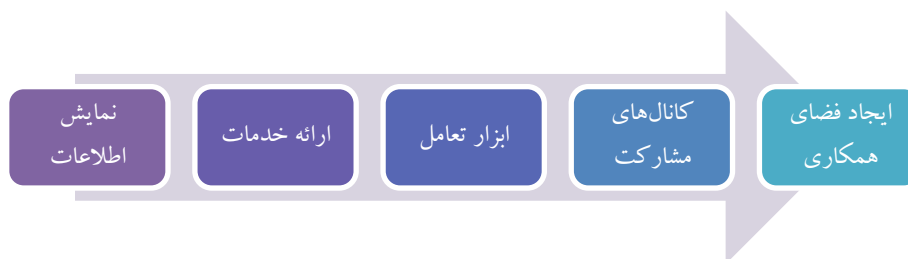 نمایش
اطلاعات
ارائه خدمات
ابزار تعامل
کانال‌های
مشارکت
ایجاد فضای
همکاری